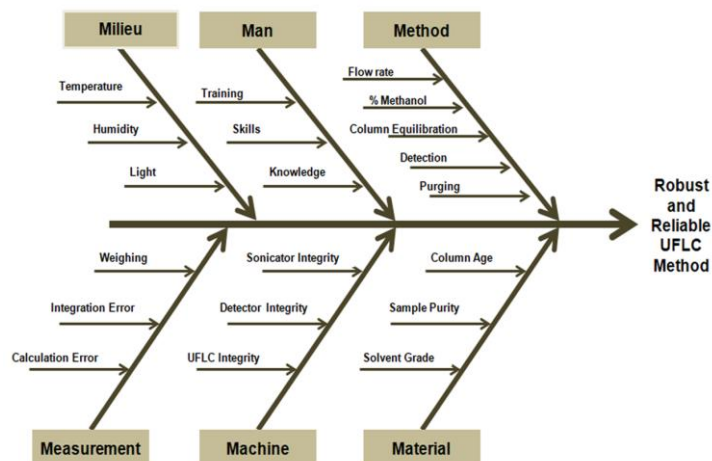 Milieu
Man
Method
Temperature
Humidity
Light
Training
Skills
Knowledge
Flow rate
% Methanol
Column Equilibration
Detection
Purging
Robust
and
Reliable
UFLC
Method
Weighing
Integration Error
Calculation Error
Sonicator Integrity
Detector Integrity
UFLC Integrity
Column Age
Sample Purity
Solvent Grade
Measurement
Machine
Material